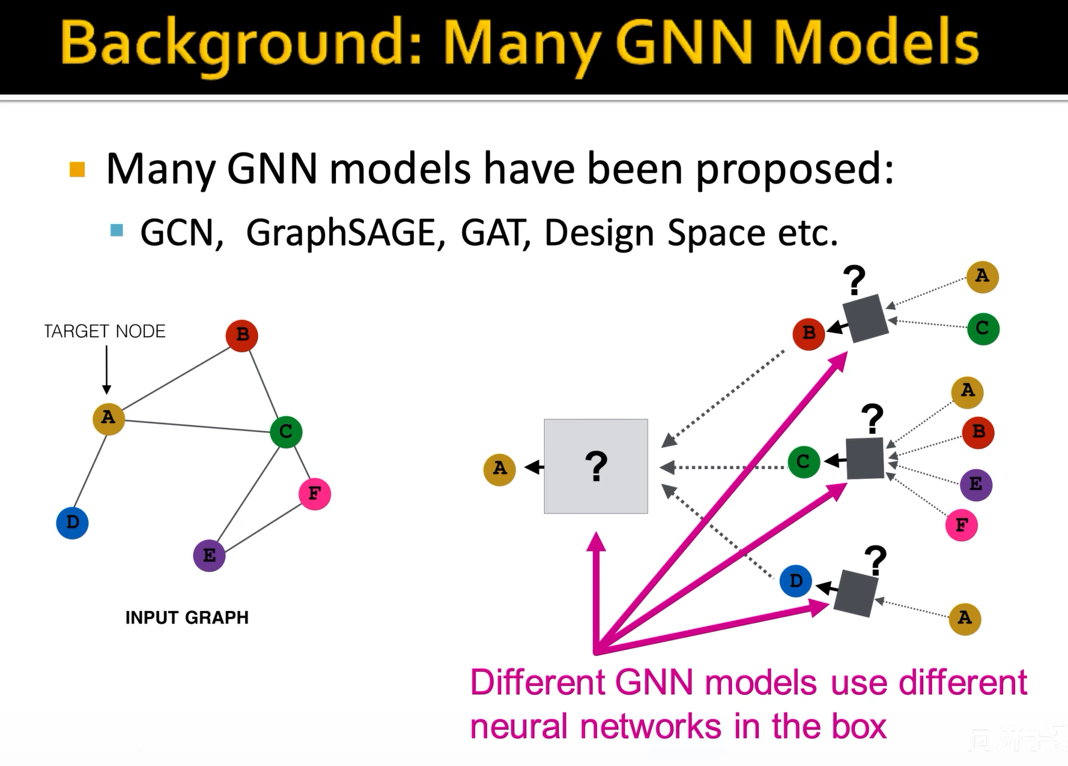 Background: Many GNN Models
Many GNN models have been proposed:
GCN, GraphSAGE, GAT, Design Space etc.
TARGET NODE
B
A
C
F
D
E
INPUT GRAPH
?
A
B
C
A
?
B
A
?
C
E
F
?
D
A
Different GNN models use different
neural networks in the box